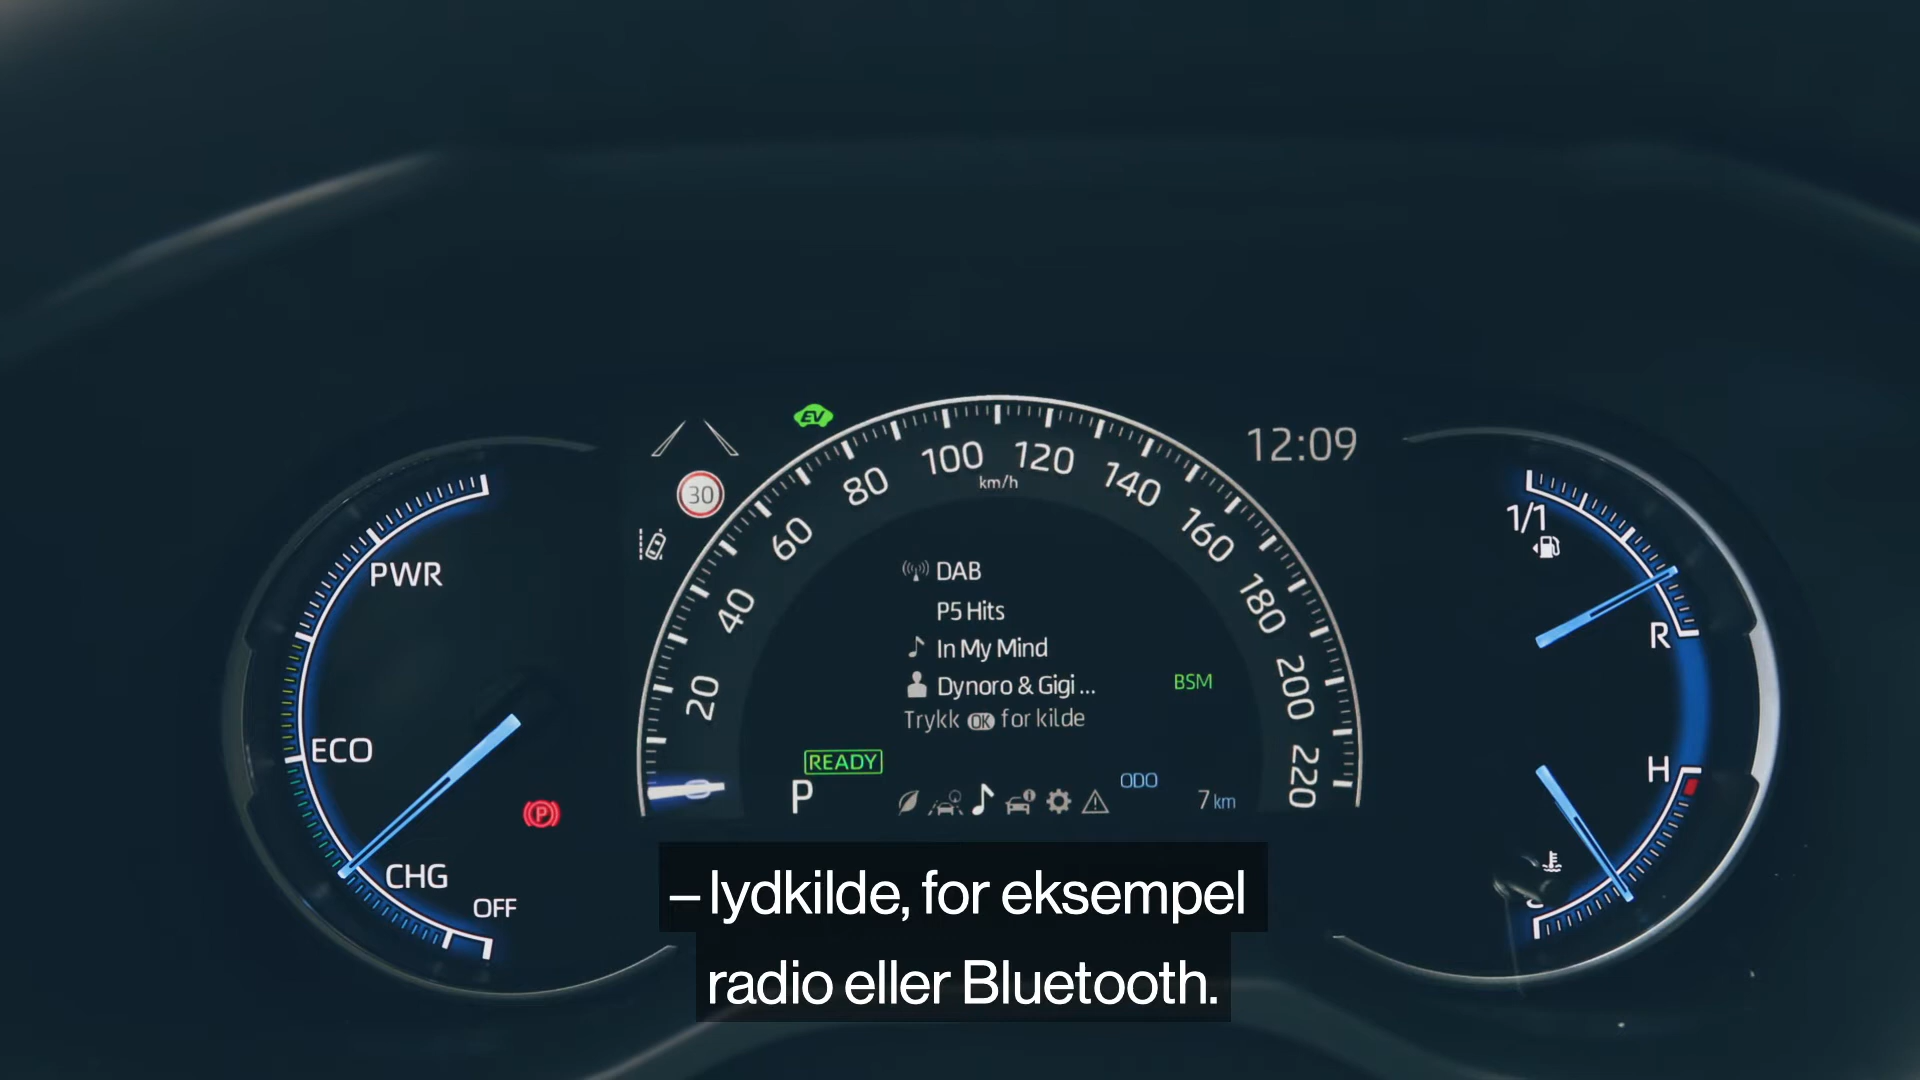 EV
30
12:09
PWR
ECO
CHG
OFF
P
20
40
60
80
100
120
140
160
180
200
220
km/h
DAB
P5 Hits
In My Mind
Dynoro & Gigi ...
Trykk OK for kilde
BSM
READY
P
ODO
7 km
1/1
R
H
– lydkilde, for eksempel
radio eller Bluetooth.